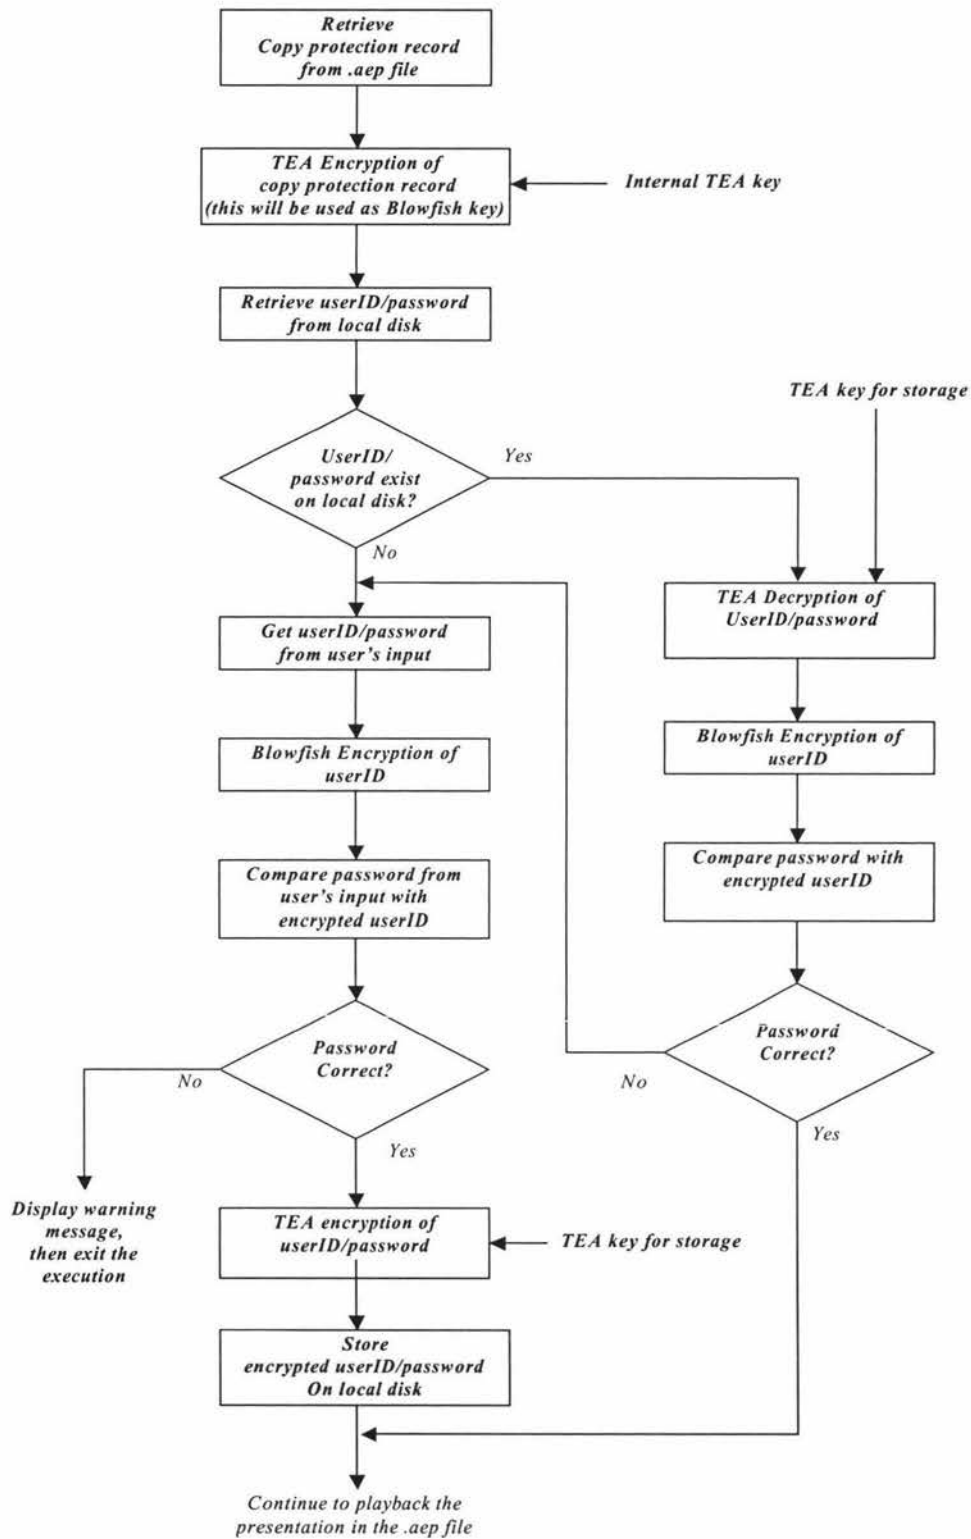 Retrieve
Copy protection record
from .aep file
TEA Encryption of
copy protection record
(this will be used as Blowfish key)
Internal TEA key
Retrieve userID/password
from local disk
TEA key for storage
UserID/
password exist
on local disk?
Yes
No
TEA Decryption of
UserID/password
Get userID/password
from user's input
Blowfish Encryption of
userID
Blowfish Encryption of
userID
Compare password with
encrypted userID
Compare password from
user's input with
encrypted userID
Password
Correct?
No
Yes
Password
Correct?
No
Yes
Display warning
message,
then exit the
execution
TEA encryption of
userID/password
TEA key for storage
Store
encrypted userID/password
On local disk
Continue to playback the
presentation in the .aep file